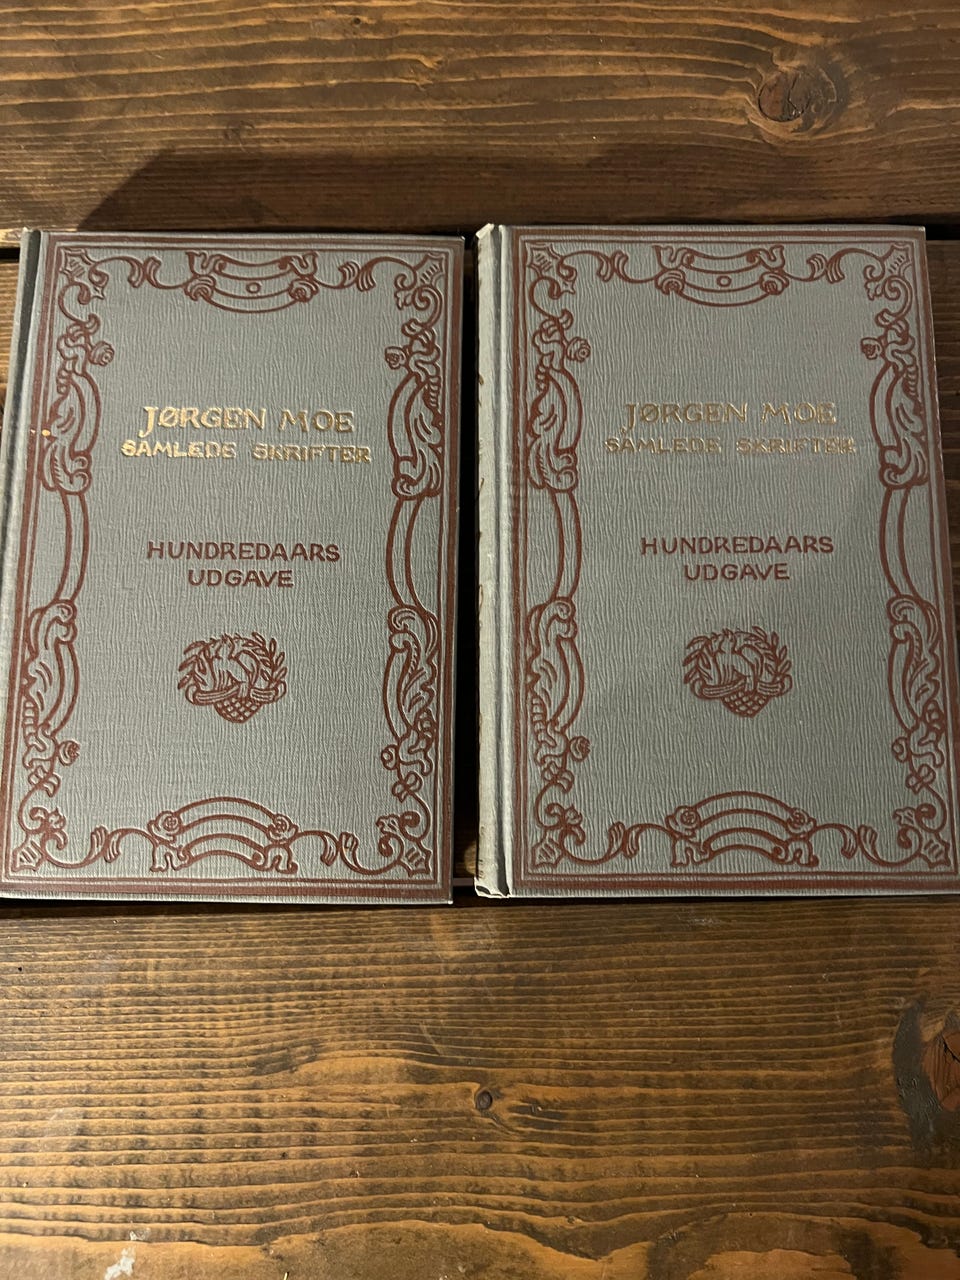 JØRGEN MOE
SAMLEDE SKRIFTER
HUNDREDAARS
UDGAVE
JØRGEN MOE
SAMLEDE SKRIFTER
HUNDREDAARS
UDGAVE